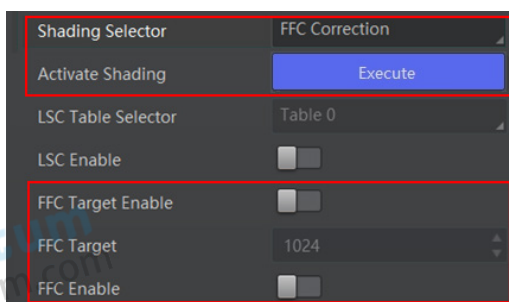 Shading Selector FFC Correction
Activate Shading Execute
LSC Table Selector Table 0
LSC Enable
FFC Target Enable
FFC Target 1024
FFC Enable